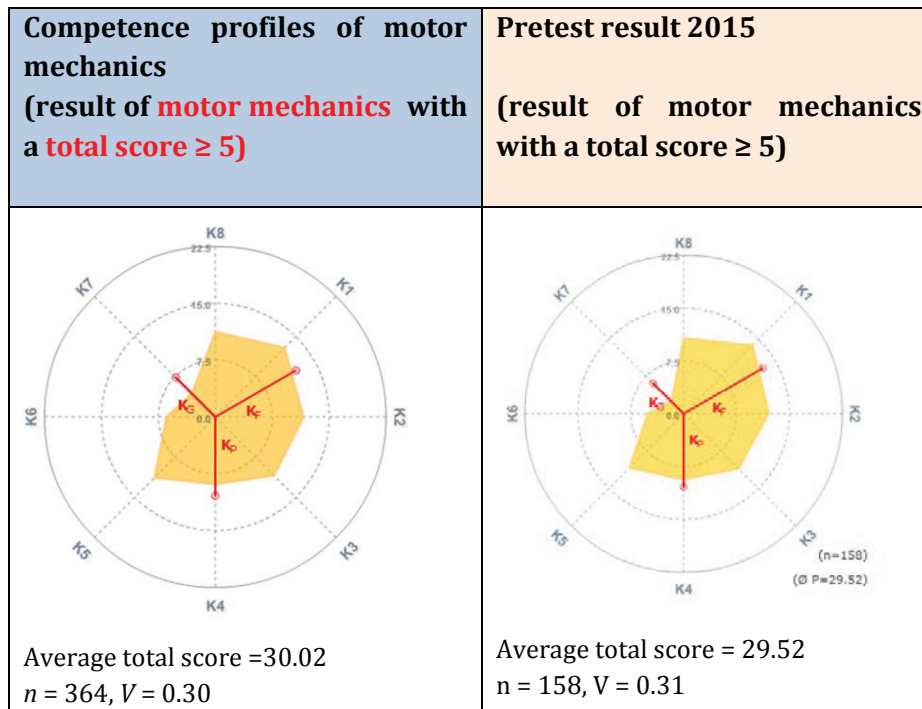 Competence profiles of motor
mechanics
(result of motor mechanics with
a total score ≥ 5)
Pretest result 2015
(result of motor mechanics
with a total score ≥ 5)
K8
22.5
K7
K1
15.0
7.5
K6
KG
0.0
KF
K2
KP
K5
K3
K4
Average total score =30.02
n = 364, V = 0.30
K8
22.5
K7
K1
15.0
7.5
K6
KG
0.0
KF
K2
KP
K5
K3
(n=158)
K4
(Ø P=29.52)
Average total score = 29.52
n = 158, V = 0.31